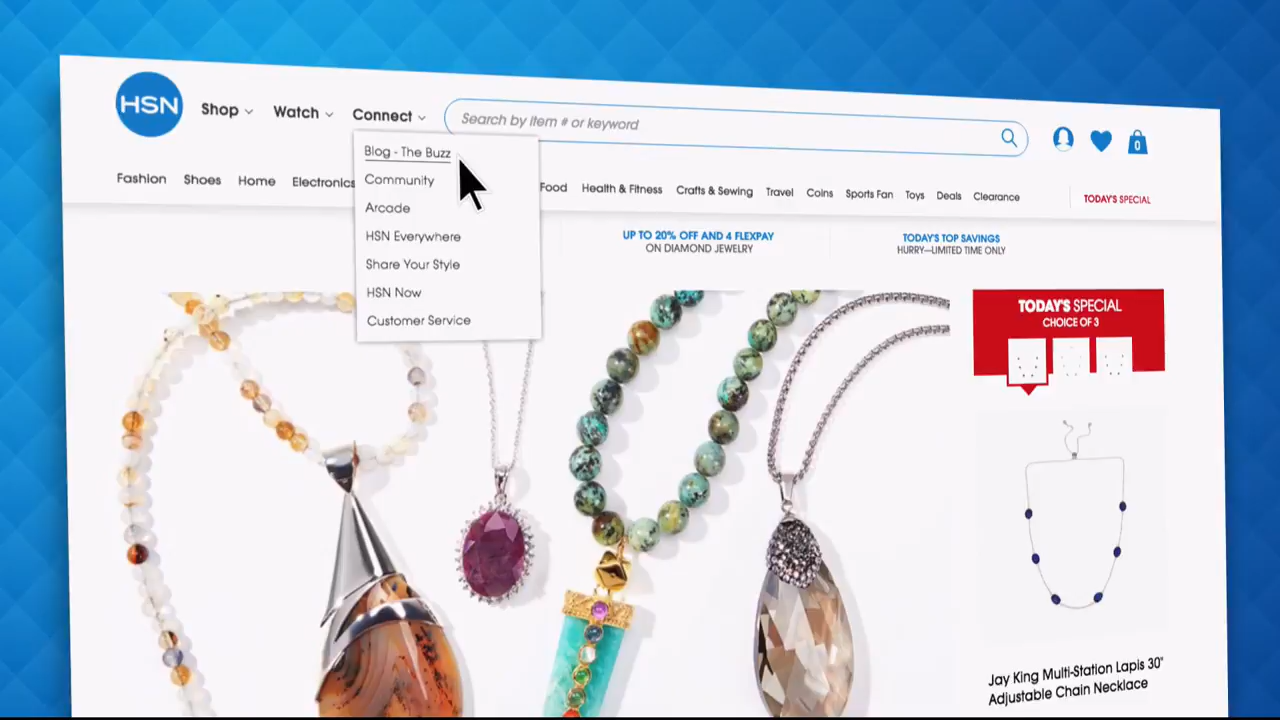 HSN
Shop
Watch
Connect
Search by item # or keyword
0
Blog - The Buzz
Community
Arcade
HSN Everywhere
Share Your Style
HSN Now
Customer Service
Fashion
Shoes
Home
Electronics
Food
Health & Fitness
Crafts & Sewing
Travel
Coins
Sports Fan
Toys
Deals
Clearance
TODAY'S SPECIAL
UP TO 20% OFF AND 4 FLEXPAY
ON DIAMOND JEWELRY
TODAY'S TOP SAVINGS
HURRY—LIMITED TIME ONLY
TODAY'S SPECIAL
CHOICE OF 3
Jay King Multi-Station Lapis 30"
Adjustable Chain Necklace